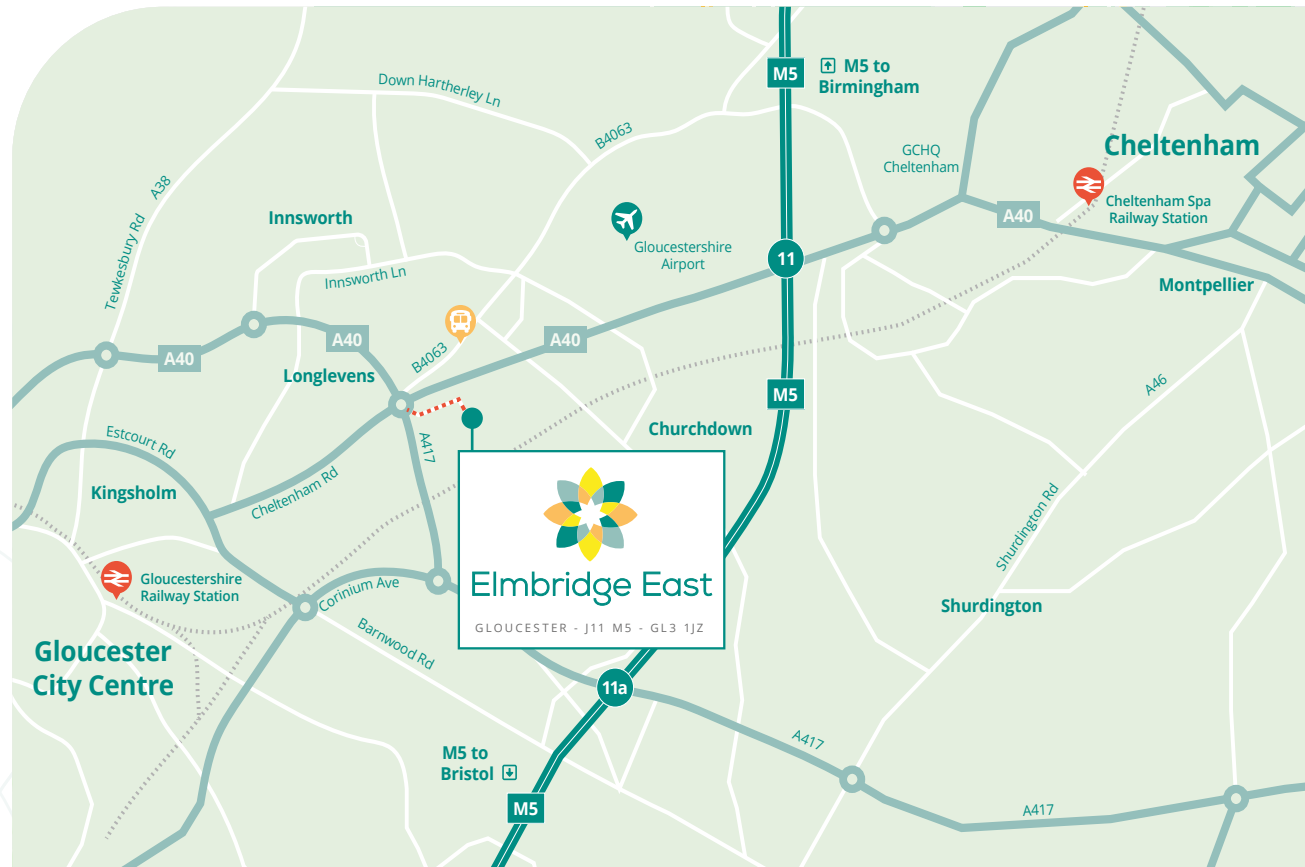 M5
M5 to
Birmingham
Down Hartherley Ln
B4063
GCHQ
Cheltenham
Cheltenham
A38
Cheltenham Spa
Railway Station
A40
Innsworth
Tewkesbury Rd
Gloucestershire
Airport
11
Innsworth Ln
Montpellier
A40
A40
A40
B4063
Longlevens
M5
A46
Churchdown
Estcourt Rd
A417
Kingsholm
Cheltenham Rd
Shurdington Rd
Elmbridge East
GLOUCESTER - J11 M5 - GL3 1JZ
Gloucestershire
Railway Station
Corinium Ave
Shurdington
Barnwood Rd
Gloucester
City Centre
11a
A417
M5 to
Bristol
M5
A417